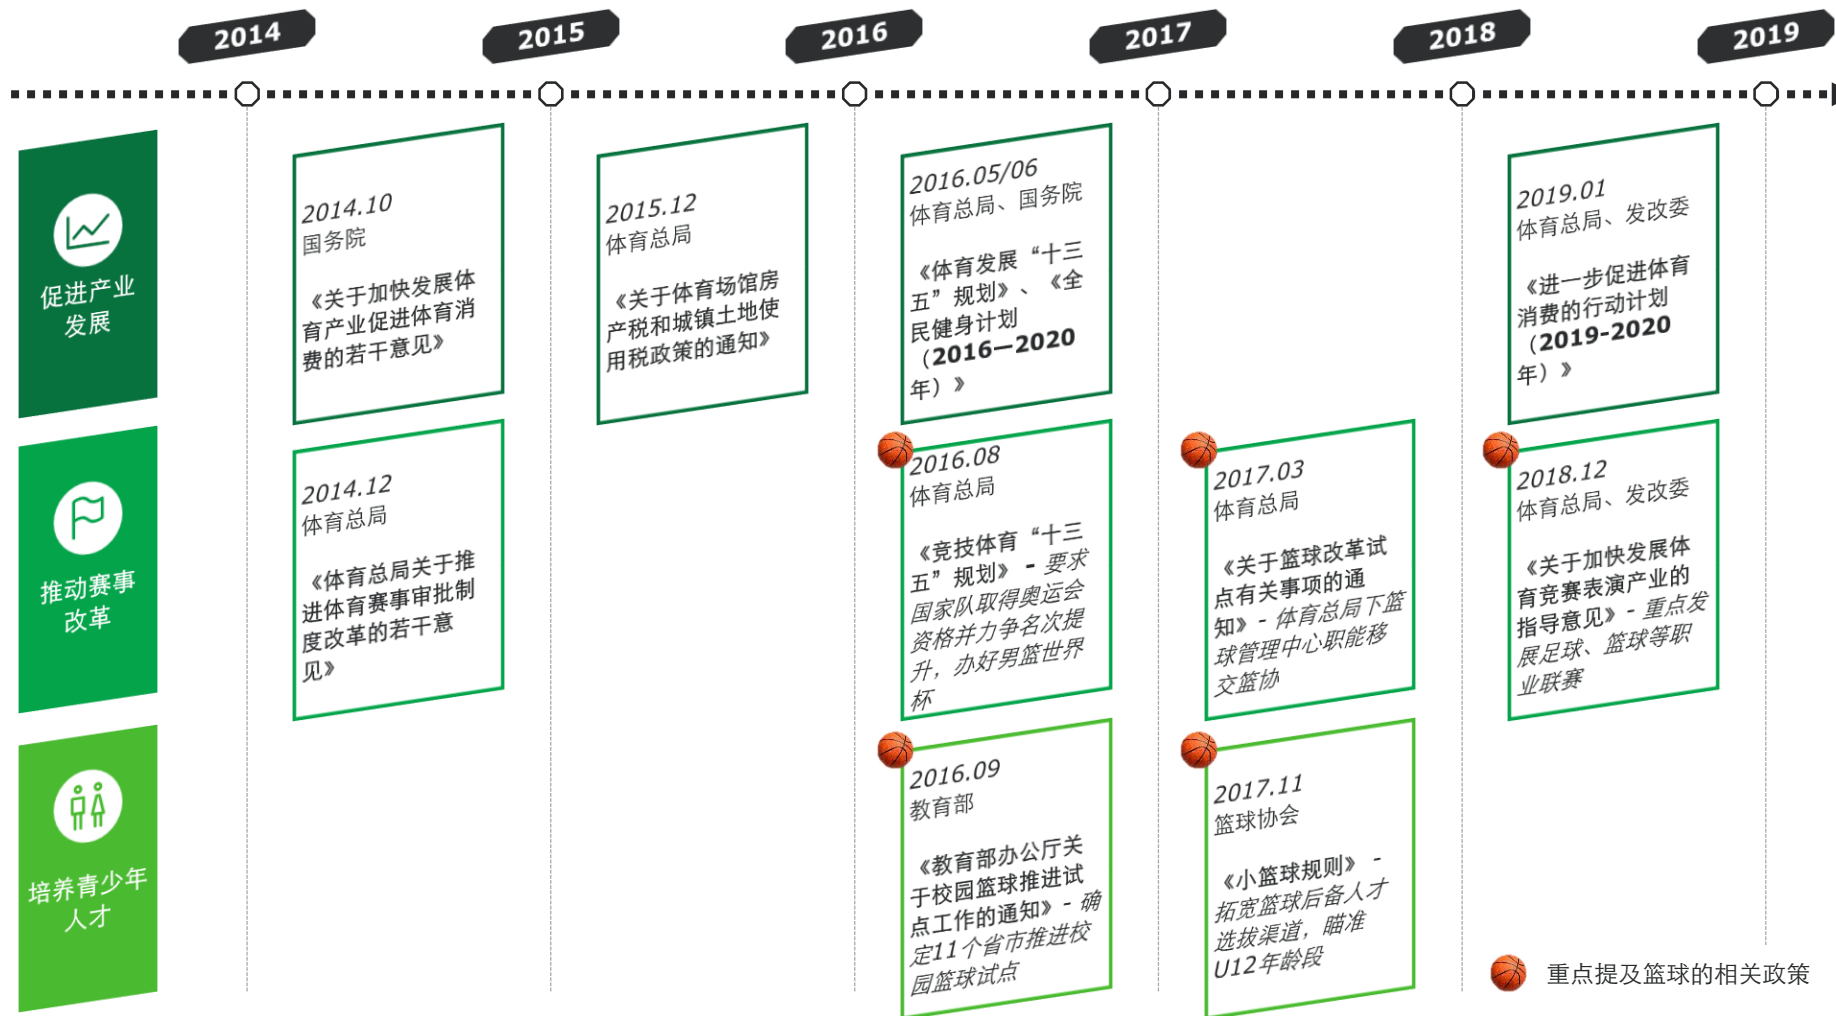 2014
2015
2016
2017
2018
2019
促进产业
发展
2014.10
国务院
《关于加快发展体
育产业促进体育消
费的若干意见》
2015.12
体育总局
《关于体育场馆房
产税和城镇土地使
用税政策的通知》
2016.05/06
体育总局、国务院
《体育发展“十三
五”规划》、《全
民健身计划
（2016—2020
年）》
2019.01
体育总局、发改委
《进一步促进体育
消费的行动计划
（2019-2020
年）》
推动赛事
改革
2014.12
体育总局
《体育总局关于推
进体育赛事审批制
度改革的若干意
见》
2016.08
体育总局
《竞技体育“十三
五”规划》 - 要求
国家队取得奥运会
资格并力争名次提
升，办好男篮世界
杯
2017.03
体育总局
《关于篮球改革试
点有关事项的通
知》- 体育总局下篮
球管理中心职能移
交篮协
2018.12
体育总局、发改委
《关于加快发展体
育竞赛表演产业的
指导意见》- 重点发
展足球、篮球等职
业联赛
培养青少年
人才
2016.09
教育部
《教育部办公厅关
于校园篮球推进试
点工作的通知》- 确
定11个省市推进校
园篮球试点
2017.11
篮球协会
《小篮球规则》 -
拓宽篮球后备人才
选拔渠道，瞄准
U12年龄段
重点提及篮球的相关政策